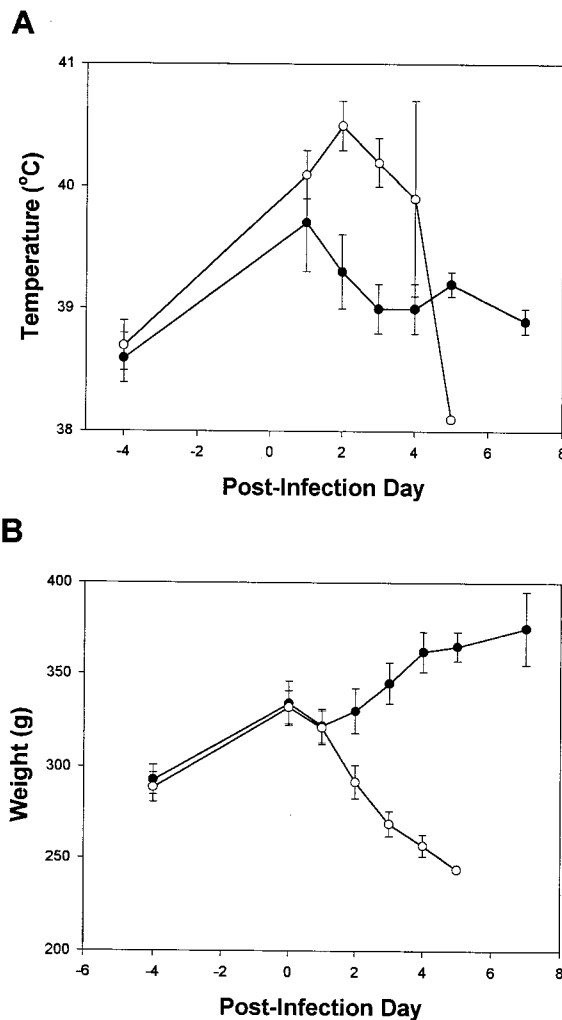 A
41
40
39
38
Temperature (°C)
-4 -2 0 2 4 6 8
Post-Infection Day
B
400
350
300
250
200
Weight (g)
-6 -4 -2 0 2 4 6 8
Post-Infection Day